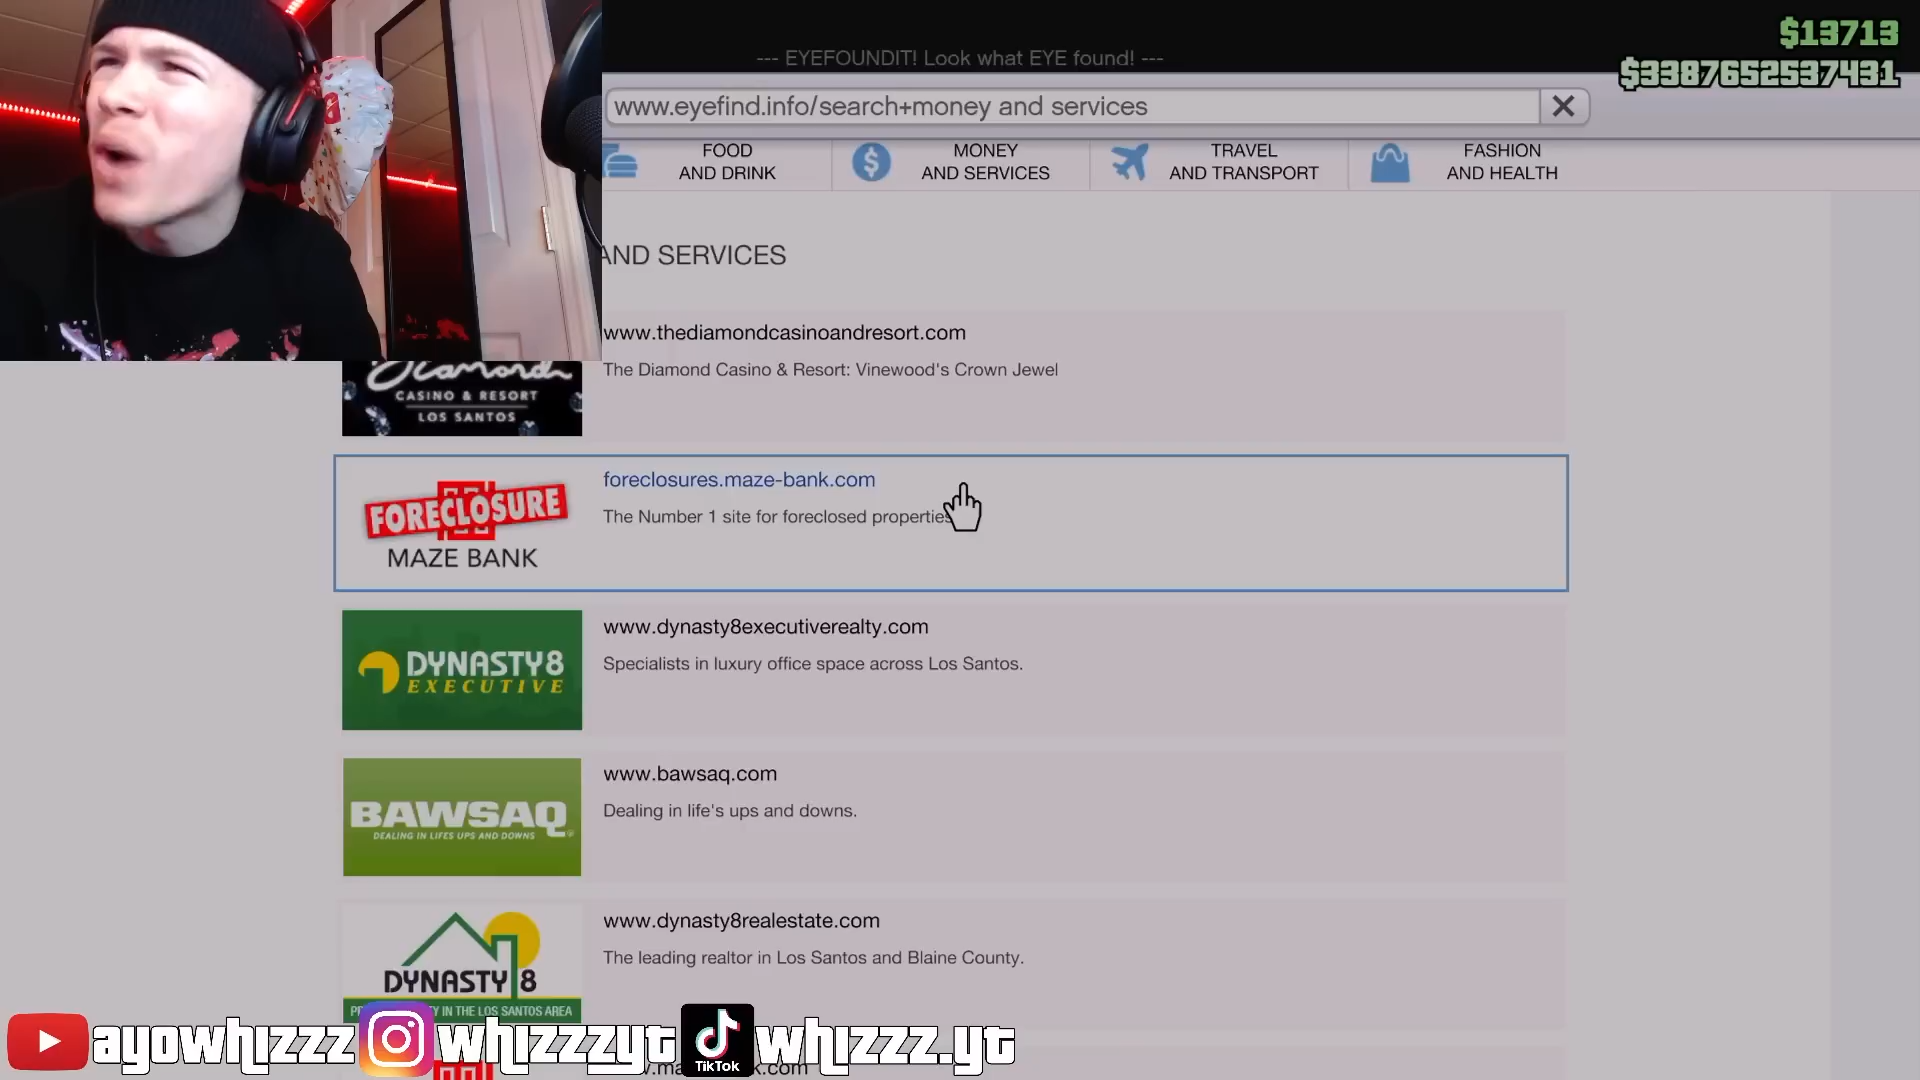 $13713
--- EYEFOUNDIT! Look what EYE found! ---
$3387652537431
www.eyefind.info/search+money and services
FOOD
AND DRINK
MONEY
AND SERVICES
TRAVEL
AND TRANSPORT
FASHION
AND HEALTH
AND SERVICES
www.thediamondcasinoandresort.com
The Diamond Casino & Resort: Vinewood's Crown Jewel
Diamond
CASINO & RESORT
LOS SANTOS
foreclosures.maze-bank.com
The Number 1 site for foreclosed properties
FORECLOSURE
MAZE BANK
www.dynasty8executiverealty.com
Specialists in luxury office space across Los Santos.
DYNASTY8
EXECUTIVE
www.bawsaq.com
Dealing in life's ups and downs.
BAWSAQ
DEALING IN LIFES UPS AND DOWNS
www.dynasty8realestate.com
The leading realtor in Los Santos and Blaine County.
DYNASTY 8
IN THE LOS SANTOS AREA
ayowhizzz
whizzzyt
TikTok
whizzz.yt